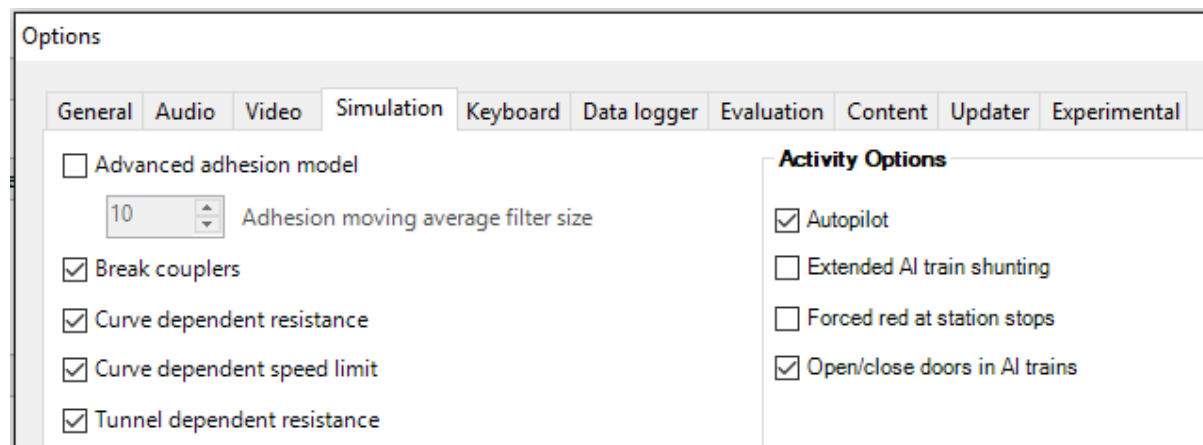 Options
General Audio Video Simulation Keyboard Data logger Evaluation Content Updater Experimental
Advanced adhesion model
10 Adhesion moving average filter size
Break couplers
Curve dependent resistance
Curve dependent speed limit
Tunnel dependent resistance
Activity Options
Autopilot
Extended AI train shunting
Forced red at station stops
Open/close doors in AI trains